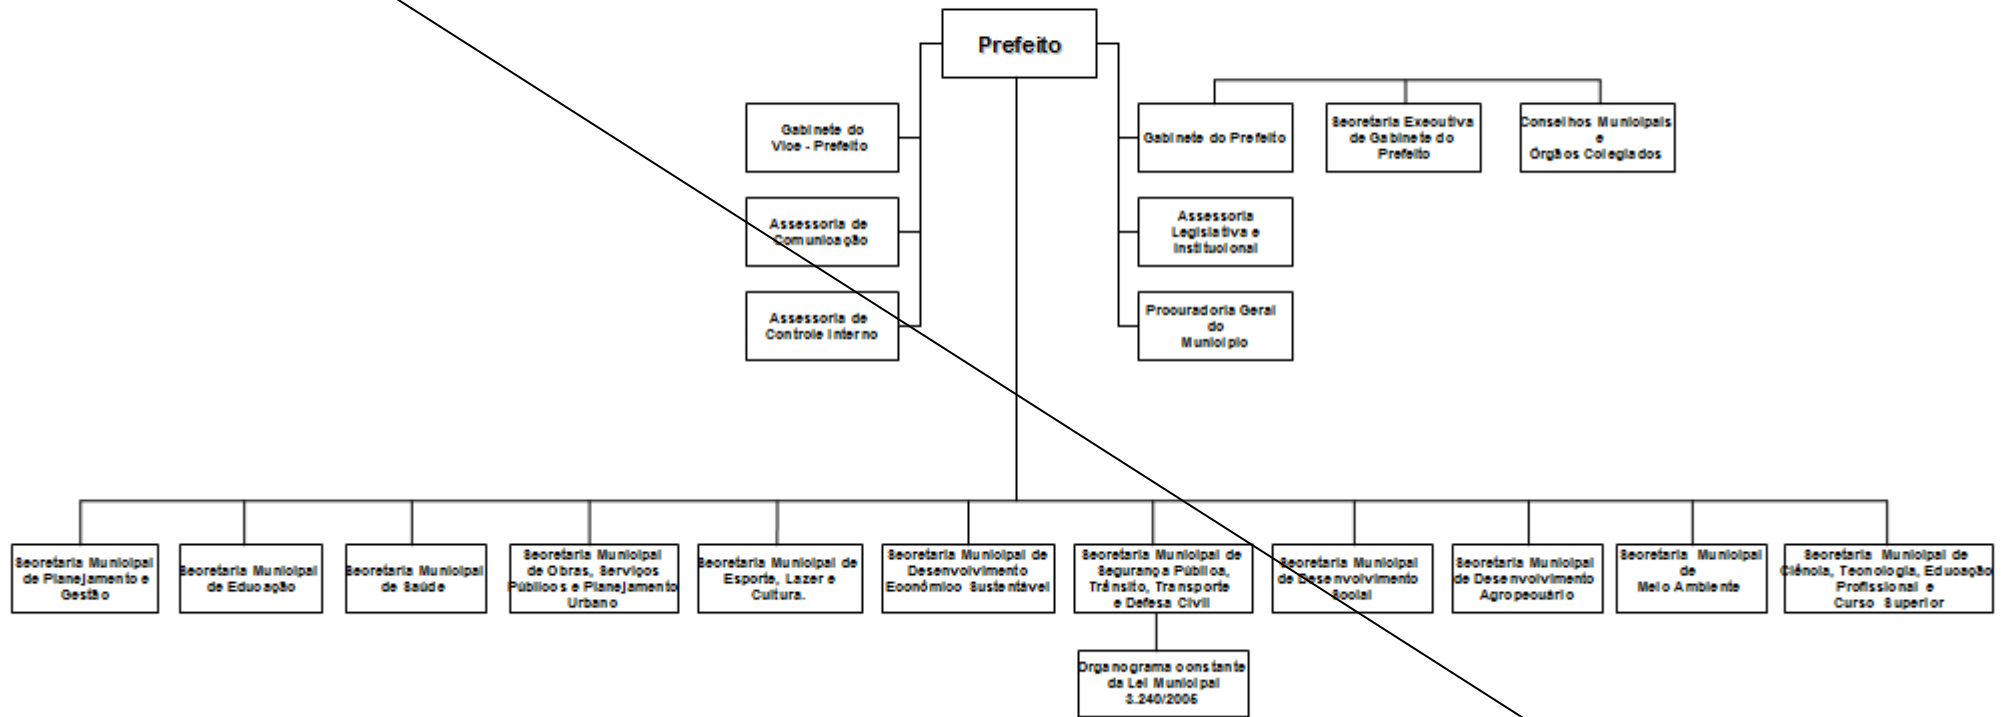 Prefeito
Gabinete do
Vice - Prefeito
Gabinete do Prefeito
Secretaria Executiva
de Gabinete do
Prefeito
Conselhos Municipais
e
Órgãos Colegiados
Assessoria de
Comunicação
Assessoria
Legislativa e
Institucional
Assessoria de
Controle Interno
Procuradoria Geral
do
Município
Secretaria Municipal
de Planejamento e
Gestão
Secretaria Municipal
de Educação
Secretaria Municipal
de Saúde
Secretaria Municipal
de Obras, Serviços
Públicos e Planejamento
Urbano
Secretaria Municipal de
Esporte, Lazer e
Cultura.
Secretaria Municipal de
Desenvolvimento
Econômico Sustentável
Secretaria Municipal de
Segurança Pública,
Trânsito, Transporte
e Defesa Civil
Secretaria Municipal
de Desenvolvimento
Social
Secretaria Municipal
de Desenvolvimento
Agropecuário
Secretaria Municipal
de
Meio Ambiente
Secretaria Municipal de
Ciência, Tecnologia, Educação
Profissional e
Curso Superior
Organograma constante
da Lei Municipal
3.240/2005